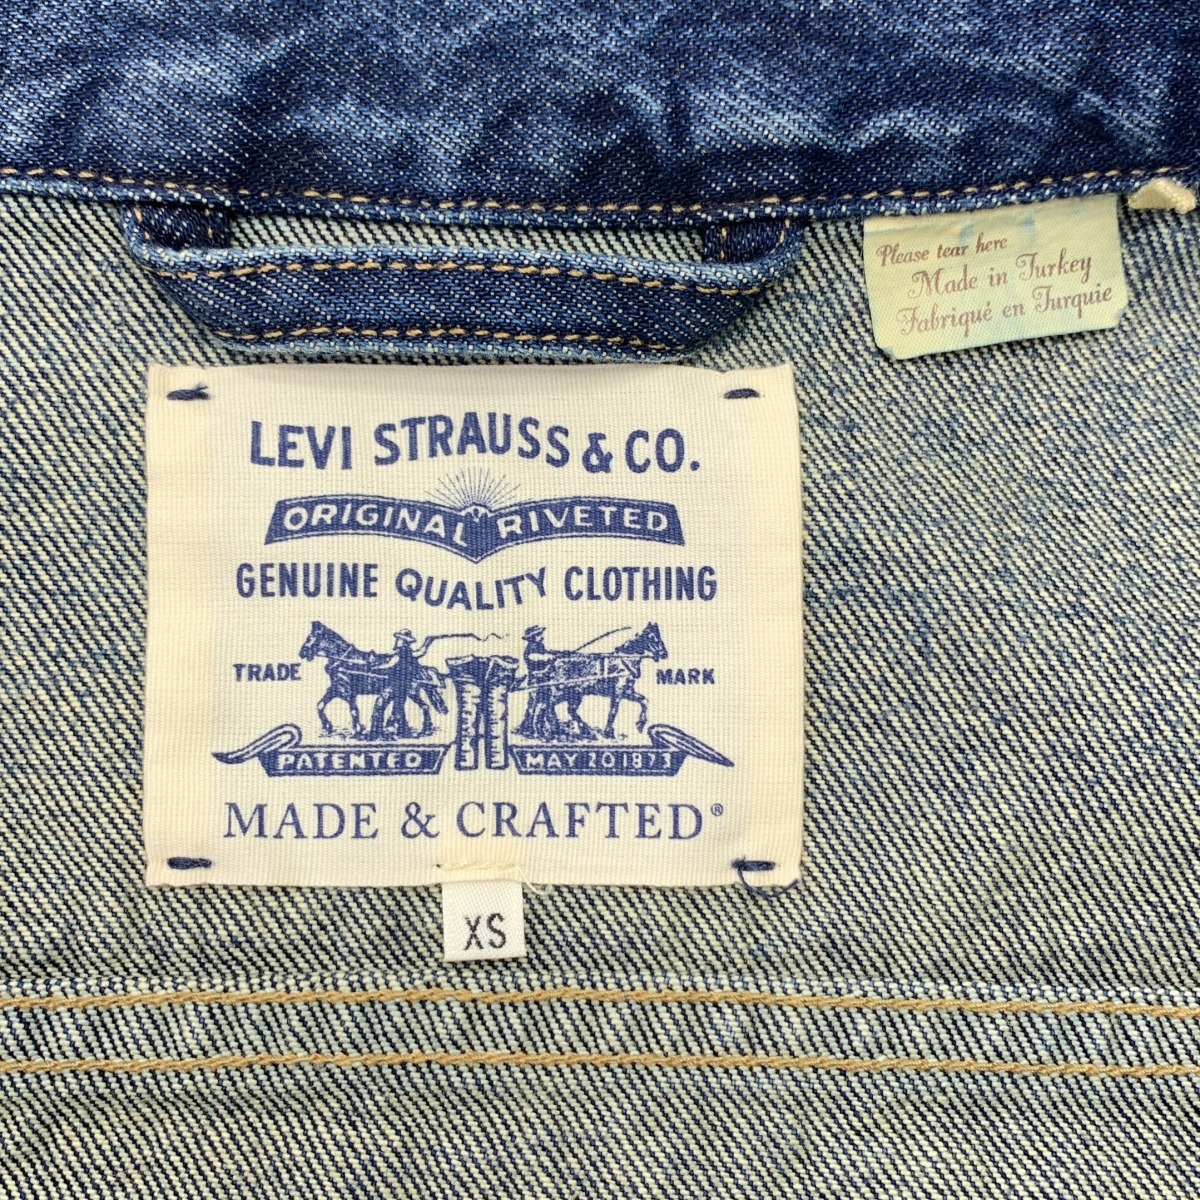 Please tear here
Made in Turkey
Fabriqué en Turquie
LEVI STRAUSS & CO.
ORIGINAL RIVETED
GENUINE QUALITY CLOTHING
TRADE MARK
PATENTED MAY 20 1873
MADE & CRAFTED®
XS